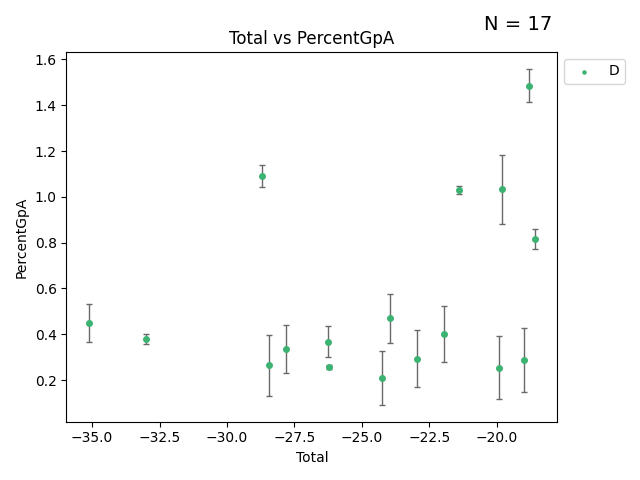 N = 17
Total vs PercentGpA
D
PercentGpA
1.6
1.4
1.2
1.0
0.8
0.6
0.4
0.2
−35.0 −32.5 −30.0 −27.5 −25.0 −22.5 −20.0
Total